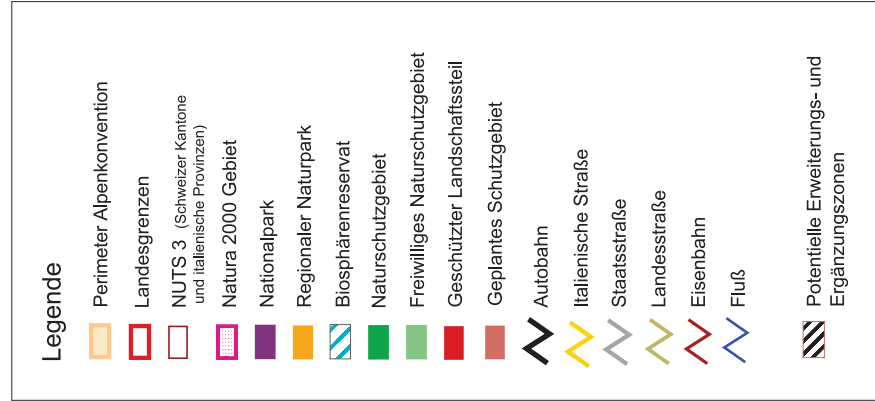 Legende
Perimeter Alpenkonvention
Landesgrenzen
NUTS 3 (Schweizer Kantone
und italienische Provinzen)
Natura 2000 Gebiet
Nationalpark
Regionaler Naturpark
Biosphärenreservat
Naturschutzgebiet
Freiwilliges Naturschutzgebiet
Geschützter Landschaftssteil
Geplantes Schutzgebiet
Autobahn
Italienische Straße
Staatsstraße
Landesstraße
Eisenbahn
Fluß
Potentielle Erweiterungs- und
Ergänzungszonen